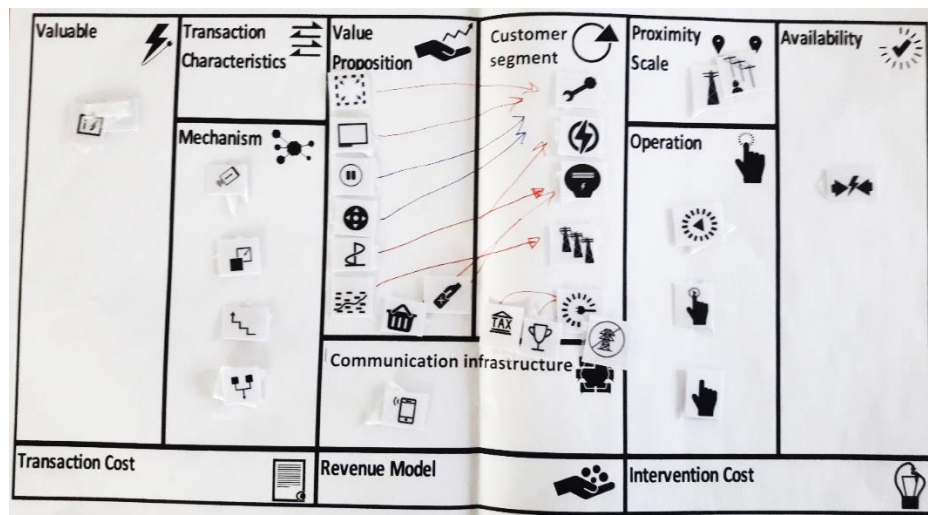 Valuable
Transaction
Characteristics
Mechanism
Value
Proposition
Customer
segment
TAX
Communication infrastructure
Proximity
Scale
Operation
Availability
Transaction Cost
Revenue Model
Intervention Cost